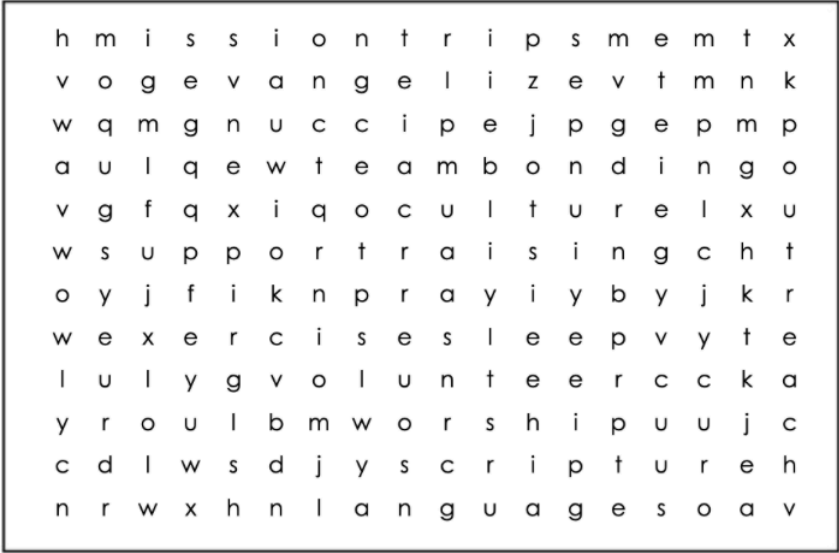 h m i s s i o n t r i p s m e m t x
v o g e v a n g e l i z e v t m n k
w q m g n u c c i p e j p g e p m p
a u l q e w t e a m b o n d i n g o
v g f q x i q o c u l t u r e l x u
w s u p p o r t r a i s i n g c h t
o y j f i k n p r a y i y b y j k r
w e x e r c i s e s l e e p v y t e
l u l y g v o l u n t e e r c c k a
y r o u l b m w o r s h i p u u j c
c d l w s d j y s c r i p t u r e h
n r w x h n l a n g u a g e s o a v